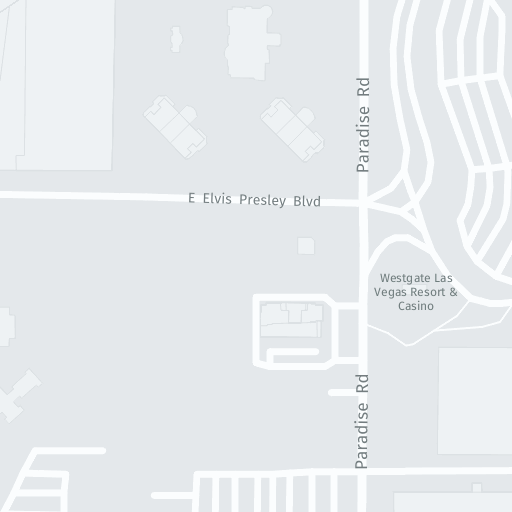 Paradise Rd
E Elvis Presley Blvd
Westgate Las
Vegas Resort &
Casino
Paradise Rd